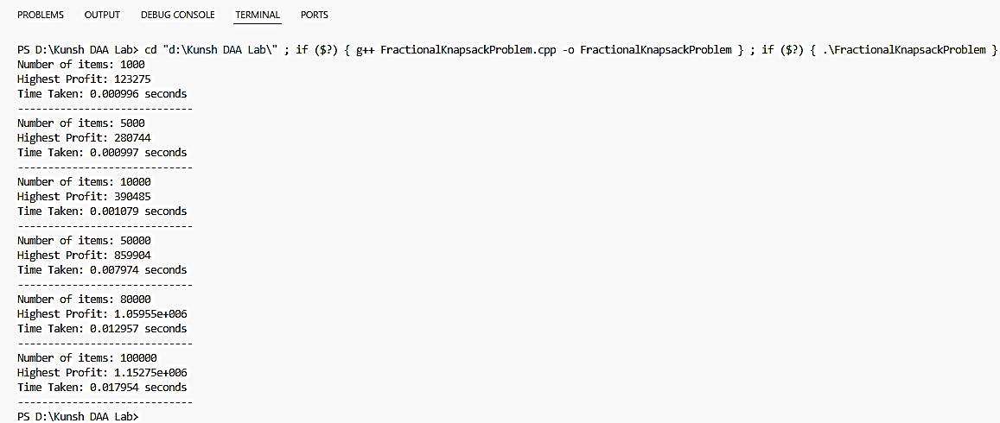 PROBLEMS OUTPUT DEBUG CONSOLE TERMINAL PORTS
PS D:\Kunsh DAA Lab> cd "d:\Kunsh DAA Lab\" ; if ($?) { g++ FractionalKnapsackProblem.cpp -o FractionalKnapsackProblem } ; if ($?) { .\FractionalKnapsackProblem }
Number of items: 1000
Highest Profit: 123275
Time Taken: 0.000996 seconds
-----------------------------
Number of items: 5000
Highest Profit: 280744
Time Taken: 0.000997 seconds
-----------------------------
Number of items: 10000
Highest Profit: 390485
Time Taken: 0.001079 seconds
-----------------------------
Number of items: 50000
Highest Profit: 859904
Time Taken: 0.007974 seconds
-----------------------------
Number of items: 80000
Highest Profit: 1.05955e+006
Time Taken: 0.012957 seconds
-----------------------------
Number of items: 100000
Highest Profit: 1.15275e+006
Time Taken: 0.017954 seconds
-----------------------------
PS D:\Kunsh DAA Lab>